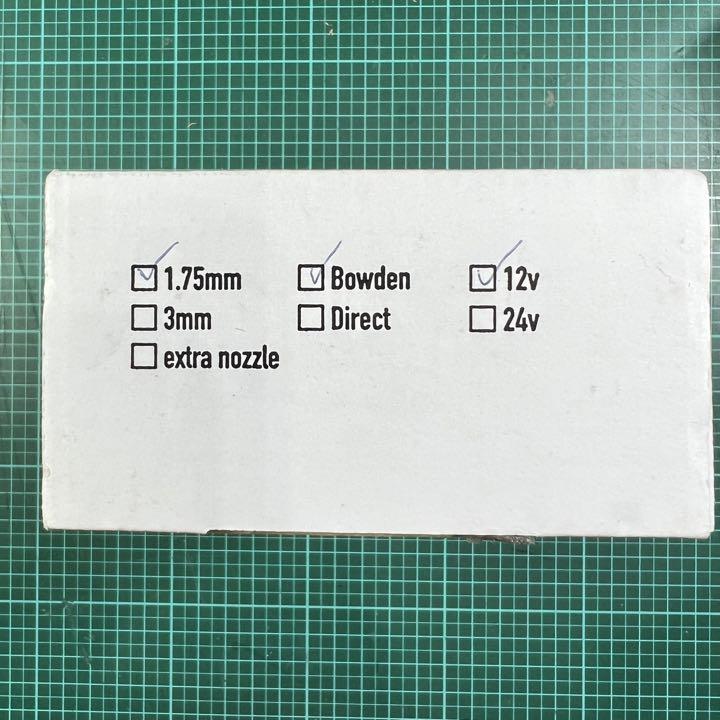 1.75mm Bowden 12v
3mm Direct 24v
extra nozzle